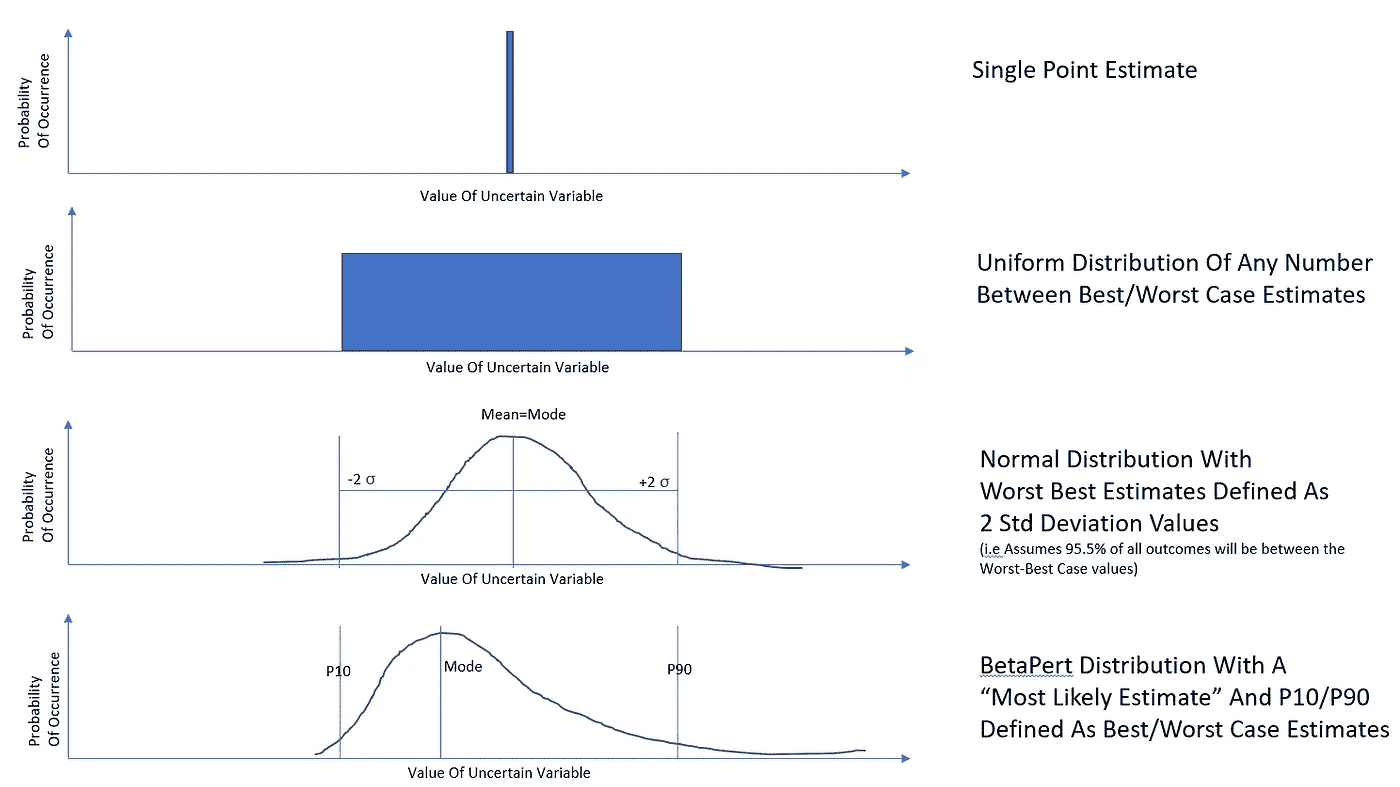 Probability
Of Occurrence
Single Point Estimate
Value Of Uncertain Variable
Probability
Of Occurrence
Uniform Distribution Of Any Number
Between Best/Worst Case Estimates
Value Of Uncertain Variable
Mean=Mode
Probability
Of Occurrence
-2 σ
+2 σ
Normal Distribution With
Worst Best Estimates Defined As
2 Std Deviation Values
(i.e Assumes 95.5% of all outcomes will be between the
Worst-Best Case values)
Value Of Uncertain Variable
Probability
Of Occurrence
P10
Mode
P90
BetaPert Distribution With A
“Most Likely Estimate” And P10/P90
Defined As Best/Worst Case Estimates
Value Of Uncertain Variable